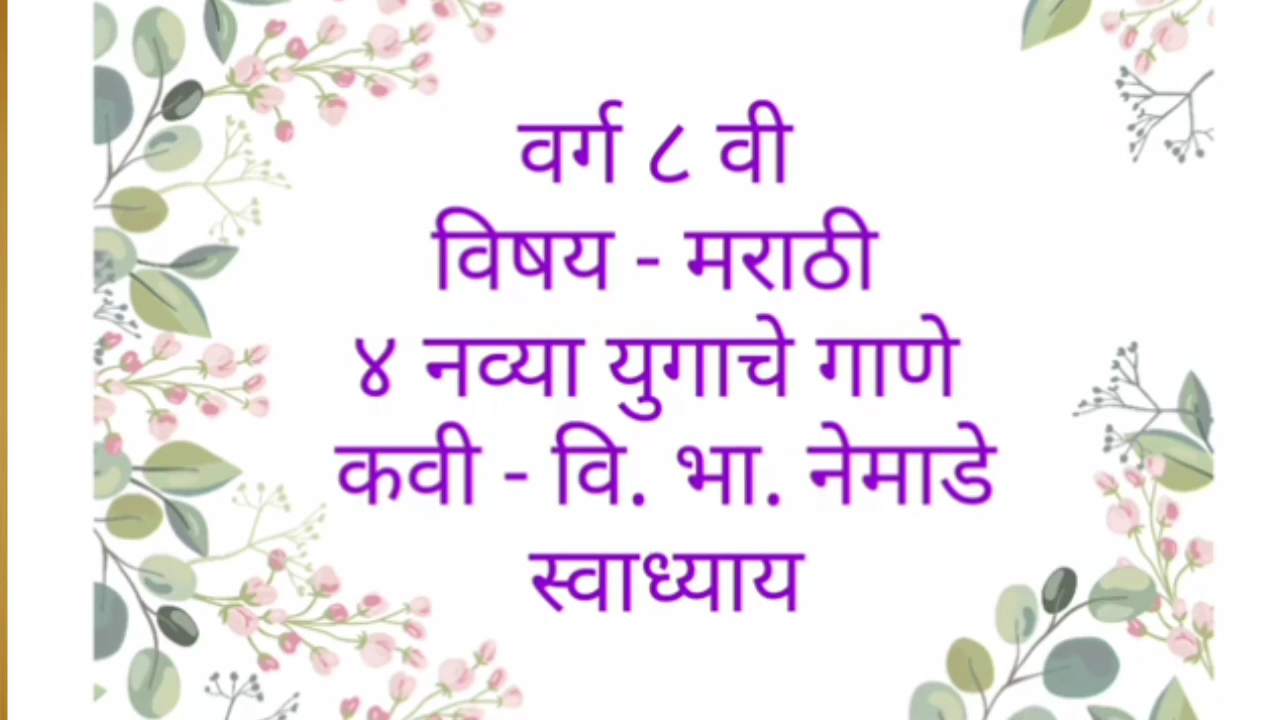 वर्ग ८ वी
विषय - मराठी
४ नव्या युगाचे गाणे
कवी - वि. भा. नेमाडे
स्वाध्याय